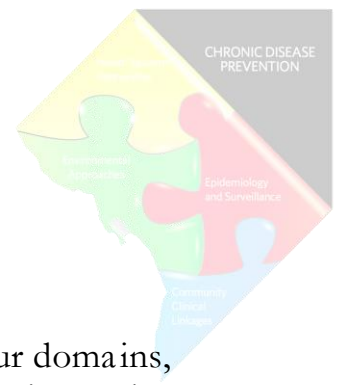 CHRONIC DISEASE
PREVENTION
Environmental
Approaches
Epidemiology
and Surveillance
Community
Clinical
Linkages
ur domains,